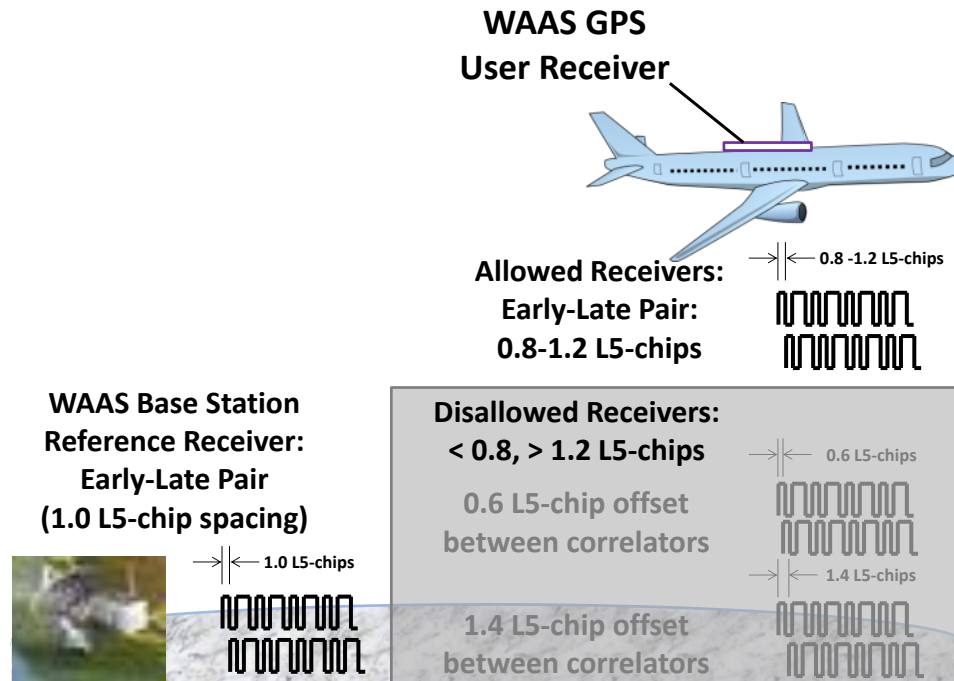 WAAS GPS
User Receiver
0.8 -1.2 L5-chips
Allowed Receivers:
Early-Late Pair:
0.8-1.2 L5-chips
WAAS Base Station
Reference Receiver:
Early-Late Pair
(1.0 L5-chip spacing)
1.0 L5-chips
Disallowed Receivers:
< 0.8, > 1.2 L5-chips
0.6 L5-chips
0.6 L5-chip offset
between correlators
1.4 L5-chips
1.4 L5-chip offset
between correlators